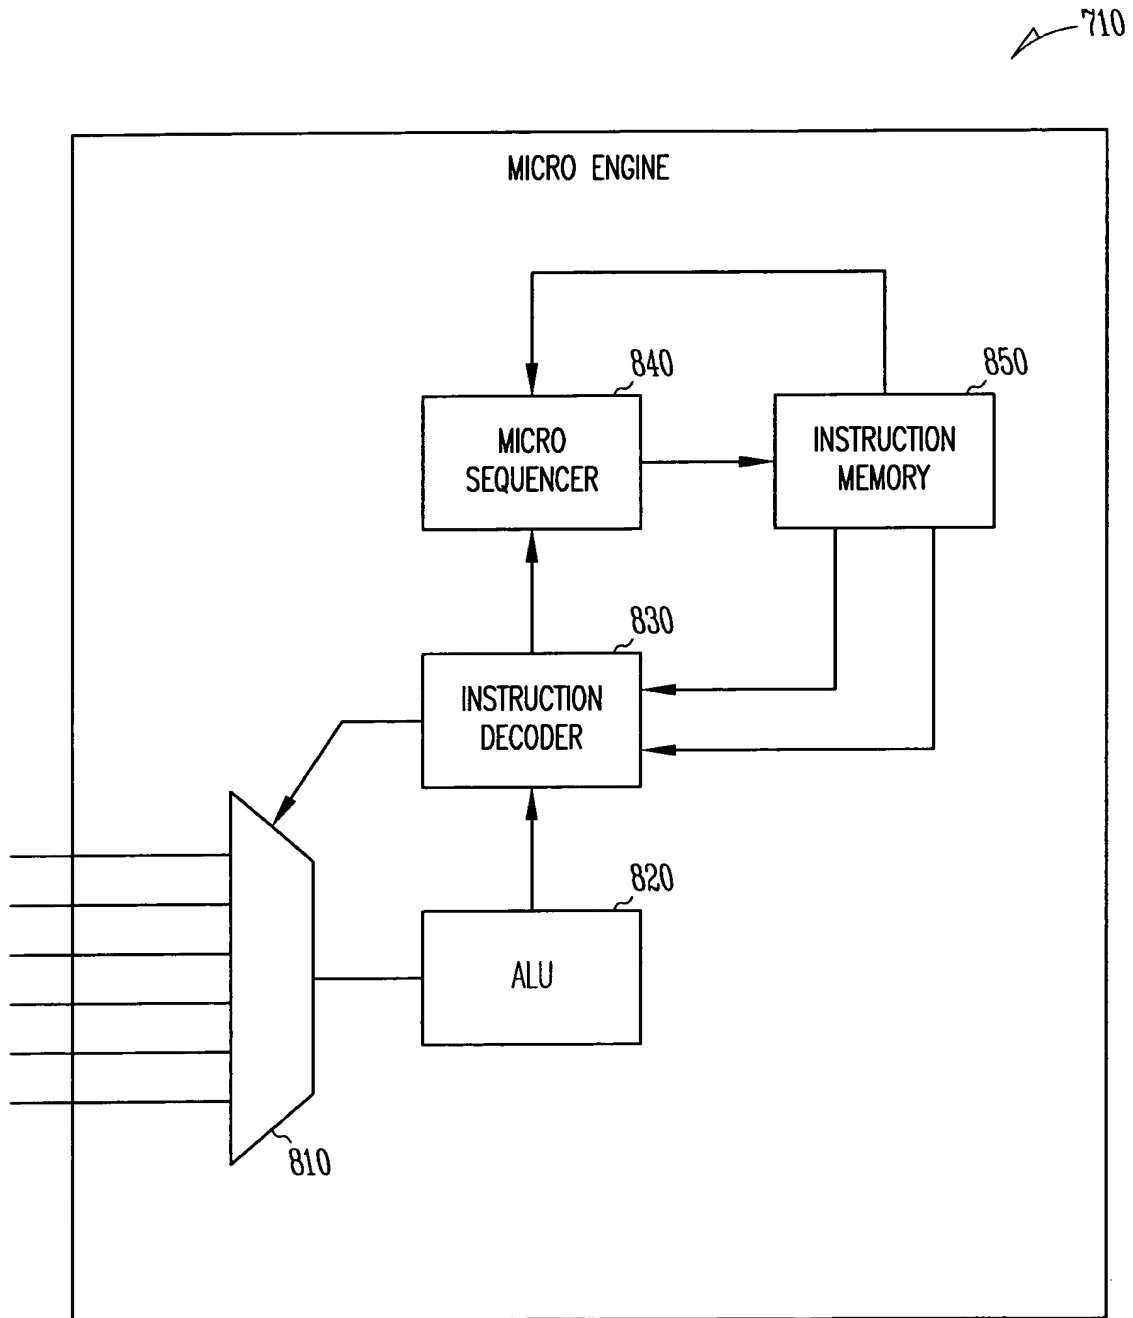 710
MICRO ENGINE
840
850
MICRO
SEQUENCER
INSTRUCTION
MEMORY
830
INSTRUCTION
DECODER
820
ALU
810